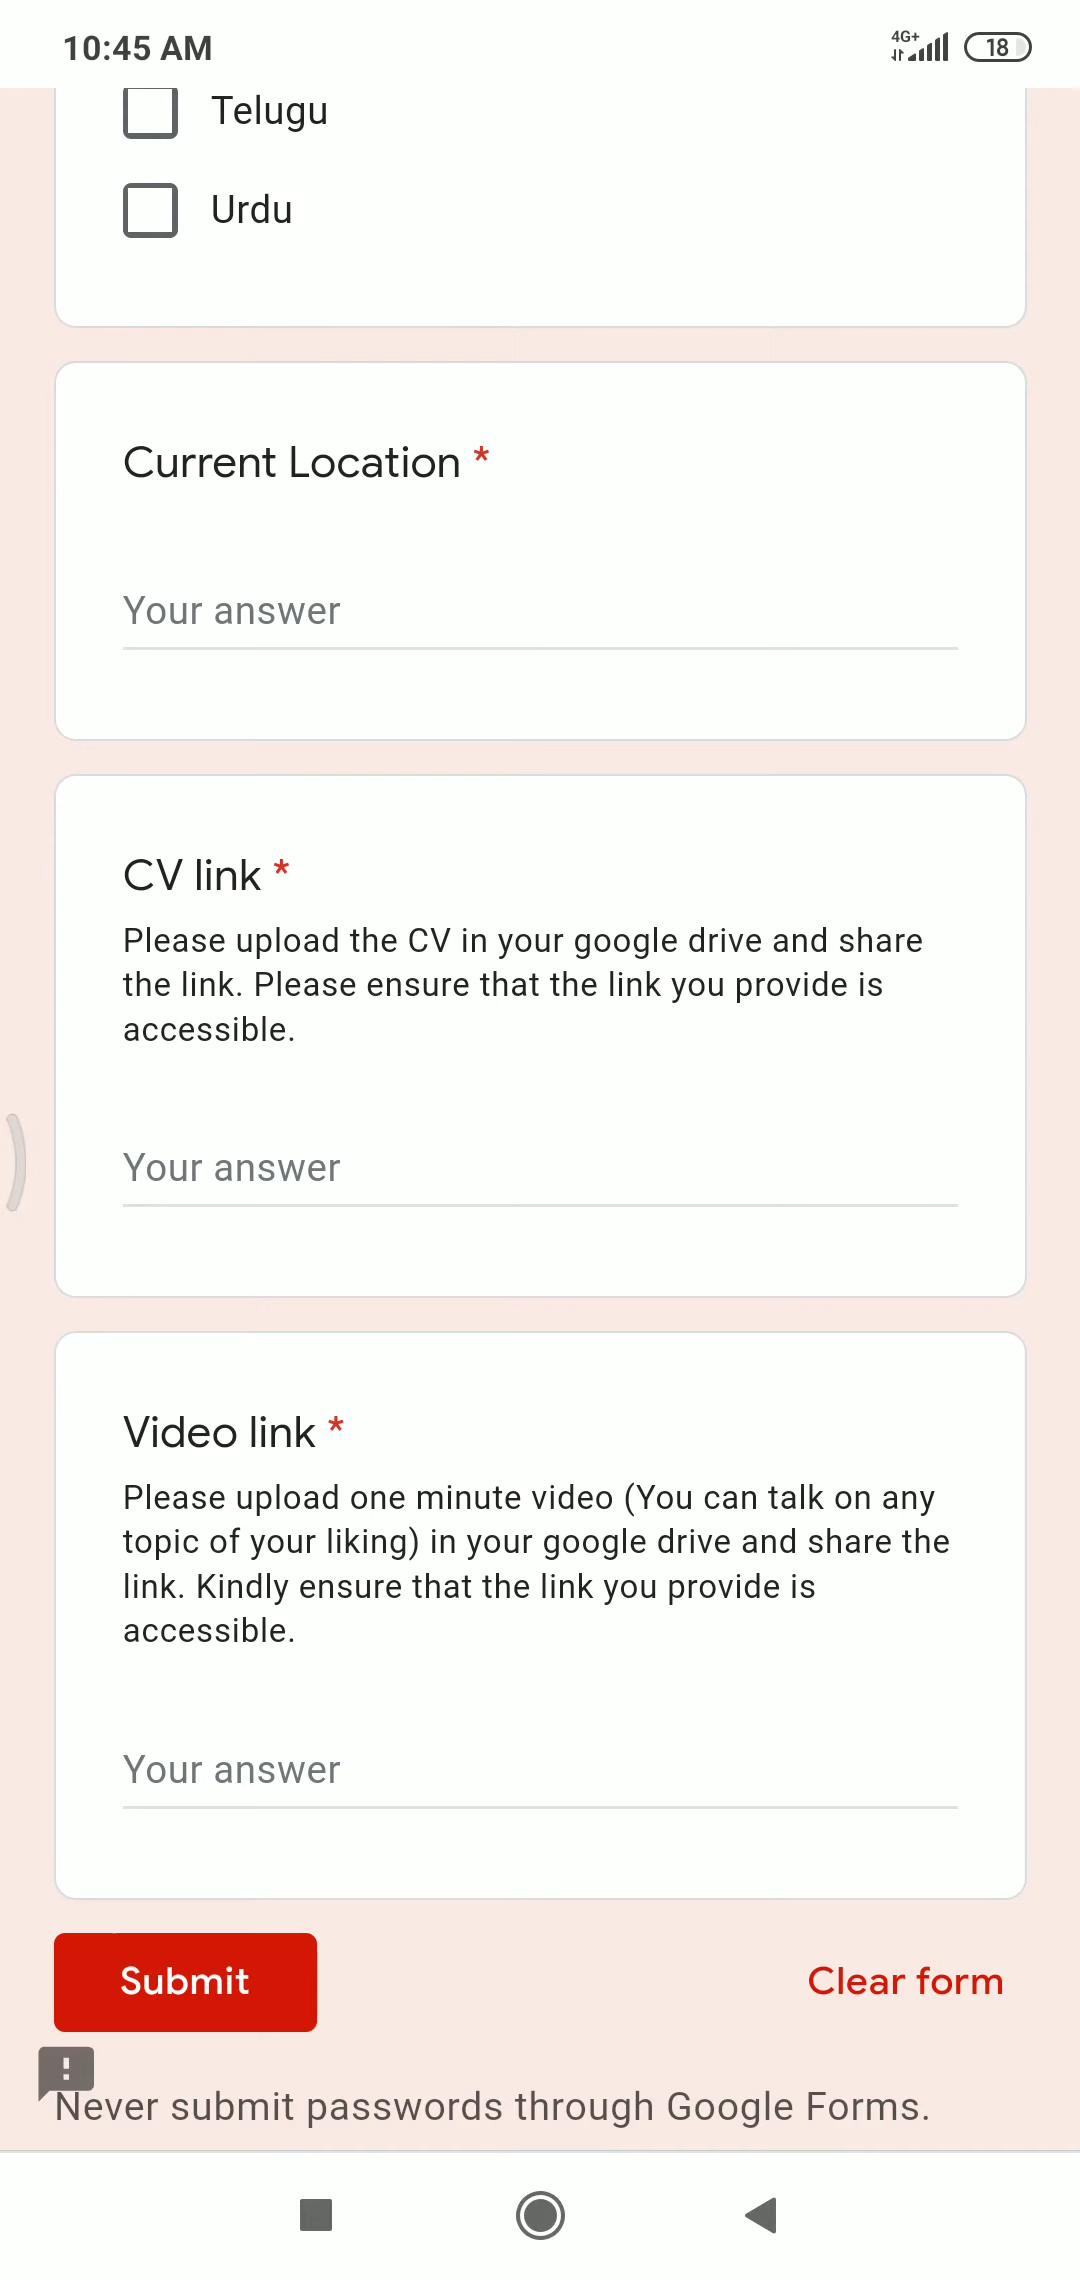 10:45 AM
4G+
18
Telugu
Urdu
Current Location *
Your answer
CV link *
Please upload the CV in your google drive and share
the link. Please ensure that the link you provide is
accessible.
Your answer
Video link *
Please upload one minute video (You can talk on any
topic of your liking) in your google drive and share the
link. Kindly ensure that the link you provide is
accessible.
Your answer
Submit
Clear form
Never submit passwords through Google Forms.